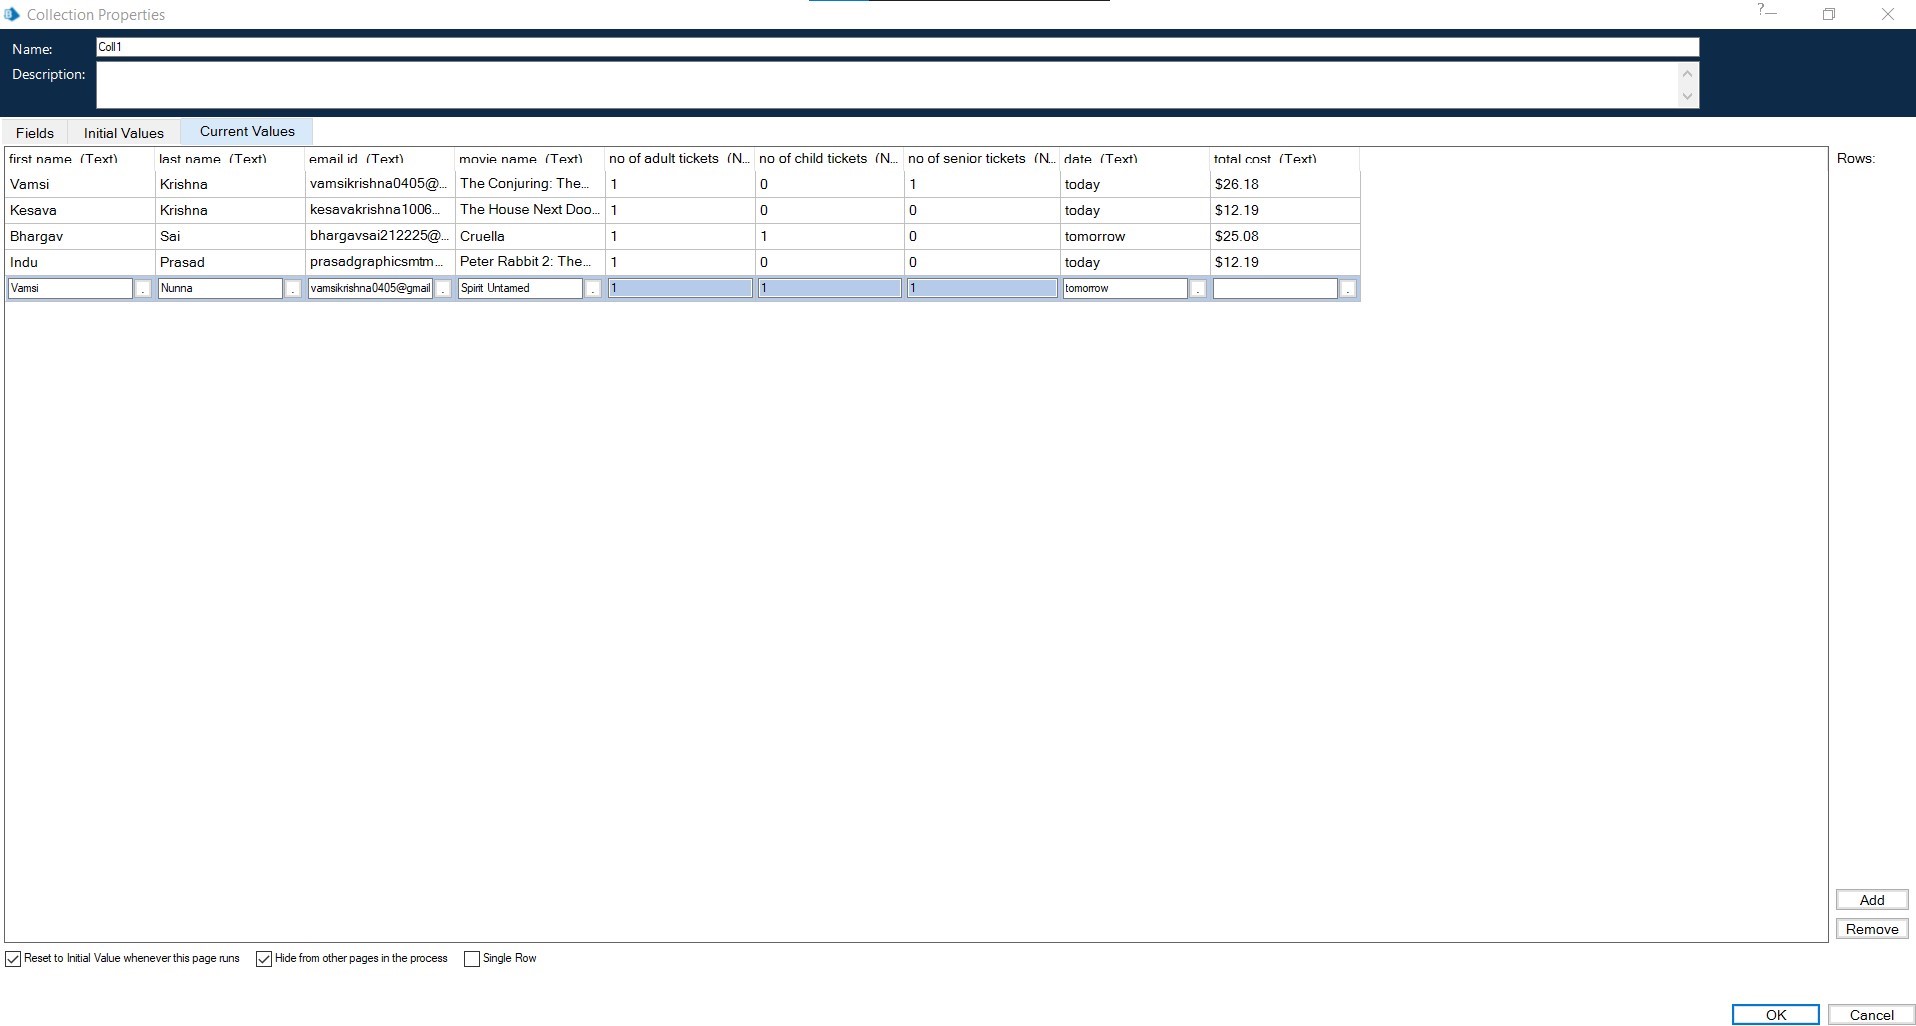 Collection Properties
?
Name: Coll1
Description:
Fields Initial Values Current Values
first name (Text) last name (Text) email id (Text) movie name (Text) no of adult tickets (N... no of child tickets (N... no of senior tickets (N... date (Text) total cost (Text) Rows:
Vamsi Krishna vamsikrishna0405@... The Conjuring: The... 1 0 1 today $26.18
Kesava Krishna kesavakrishna1006... The House Next Doo... 1 0 0 today $12.19
Bhargav Sai bhargavsai212225@... Cruella 1 1 0 tomorrow $25.08
Indu Prasad prasadgraphicsmtm... Peter Rabbit 2: The... 1 0 0 today $12.19
Vamsi . Nunna . vamsikrishna0405@gmail . Spirit Untamed . 1 1 1 tomorrow . .
Add
Remove
Reset to Initial Value whenever this page runs Hide from other pages in the process Single Row
OK Cancel